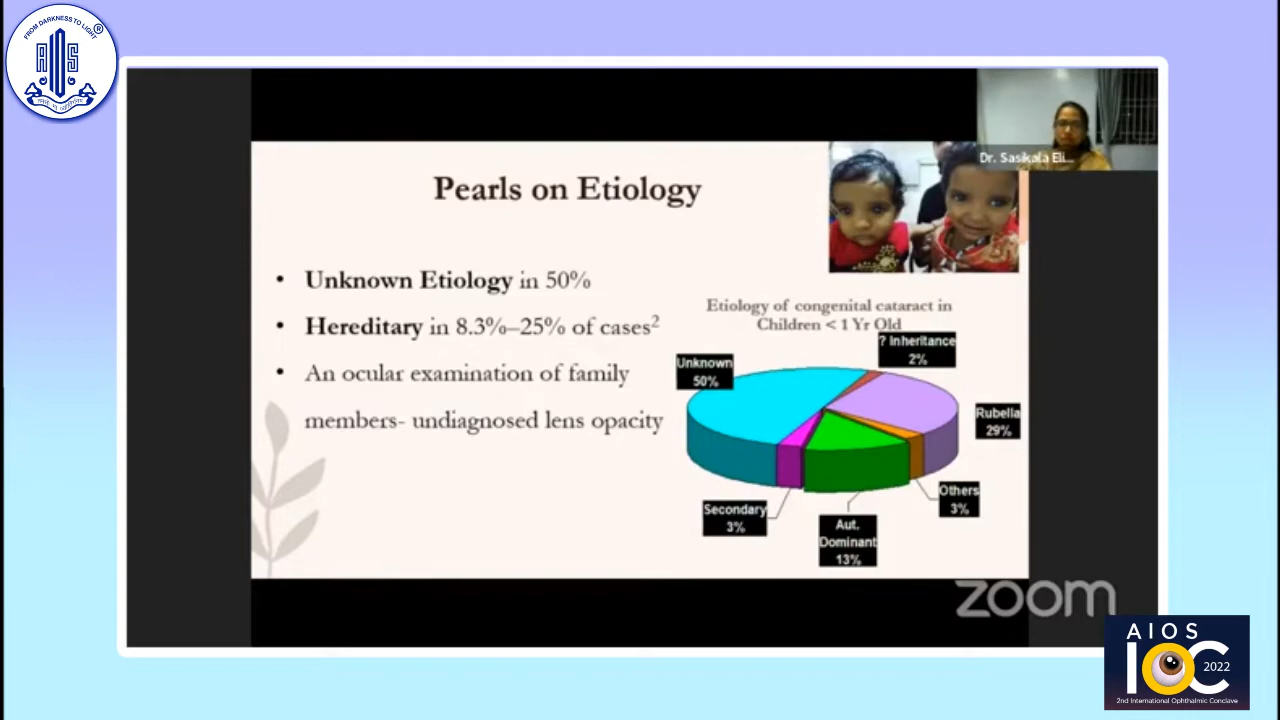 FROM DARKNESS TO LIGHT
®
AIOS
Dr. Sasikala Eli...
Pearls on Etiology
• Unknown Etiology in 50%
• Hereditary in 8.3%–25% of cases2
• An ocular examination of family
members- undiagnosed lens opacity
Etiology of congenital cataract in
Children < 1 Yr Old
? Inheritance
2%
Unknown
50%
Rubella
29%
Others
3%
Secondary
3%
Aut.
Dominant
13%
zoom
AIOS
IOC
2022
2nd International Ophthalmic Conclave